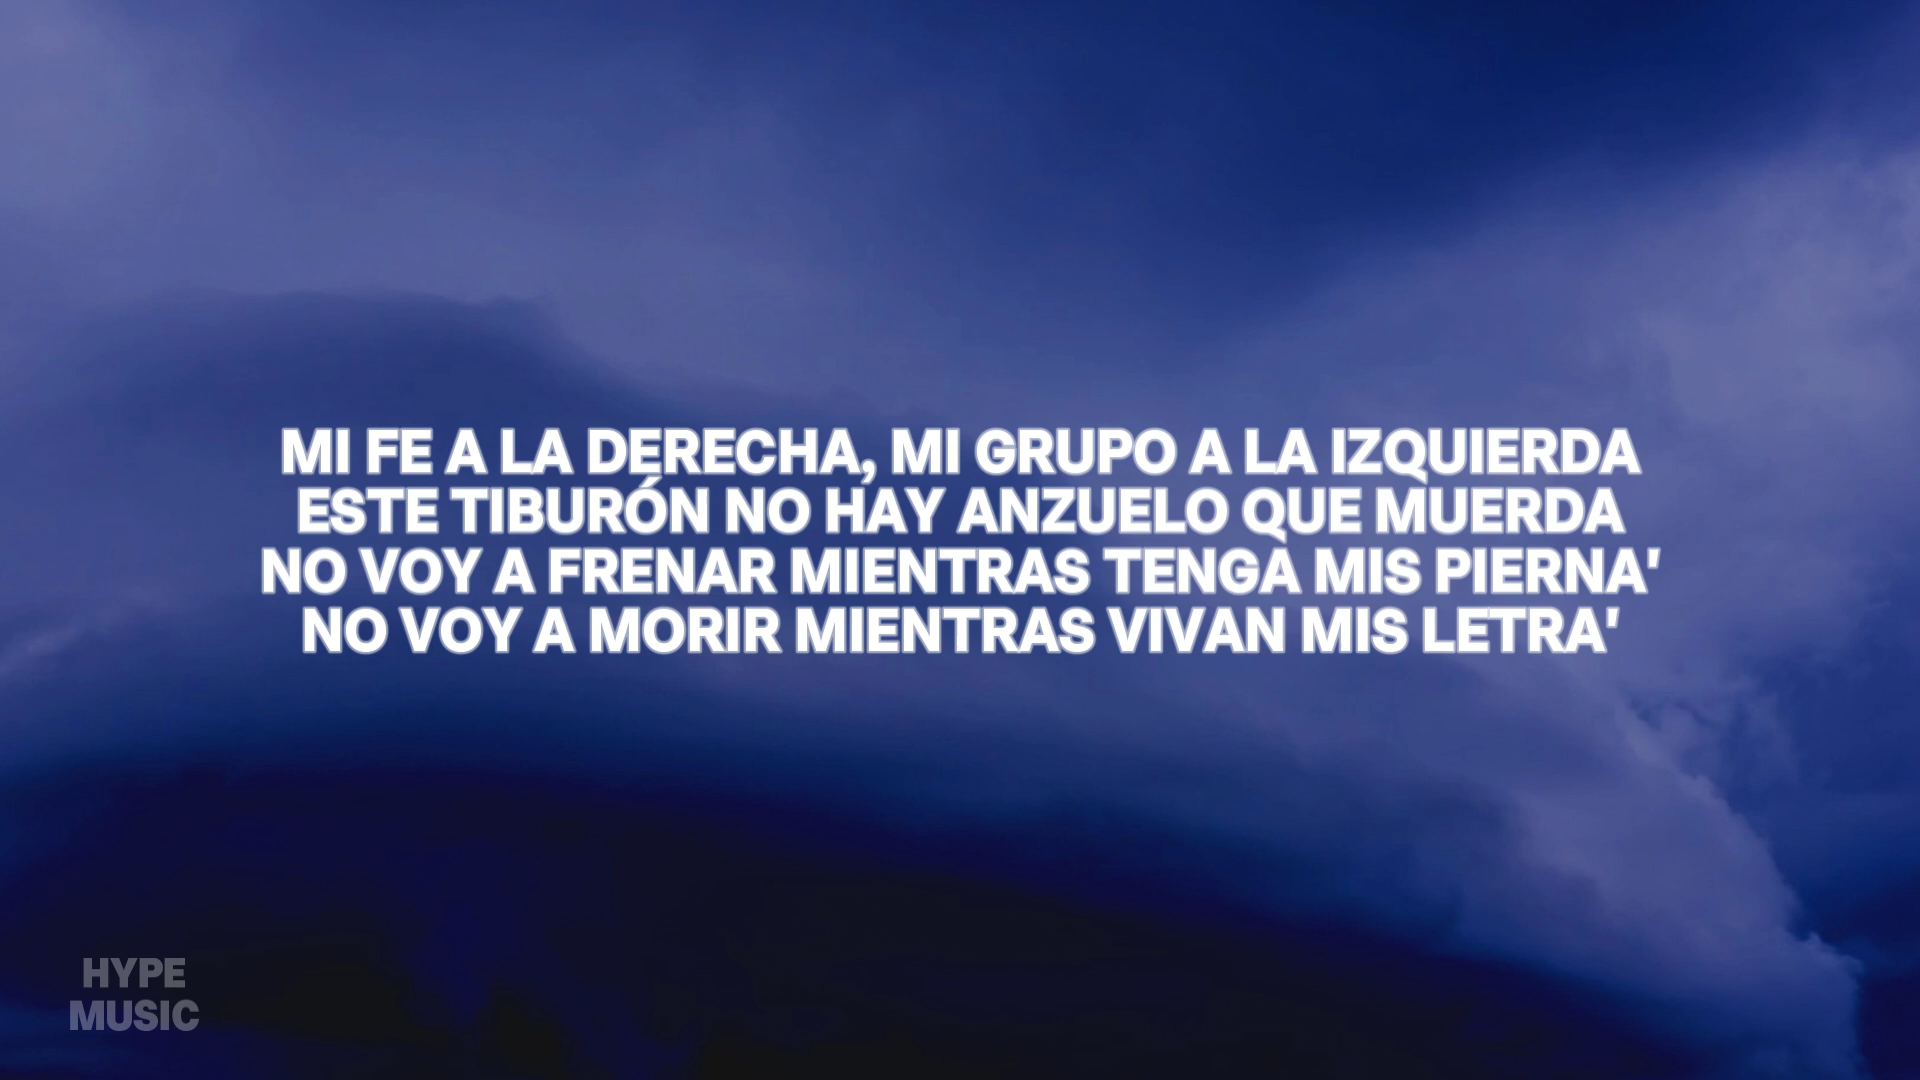 MI FE A LA DERECHA, MI GRUPO A LA IZQUIERDA
ESTE TIBURÓN NO HAY ANZUELO QUE MUERDA
NO VOY A FRENAR MIENTRAS TENGA MIS PIERNA'
NO VOY A MORIR MIENTRAS VIVAN MIS LETRA'
HYPE
MUSIC